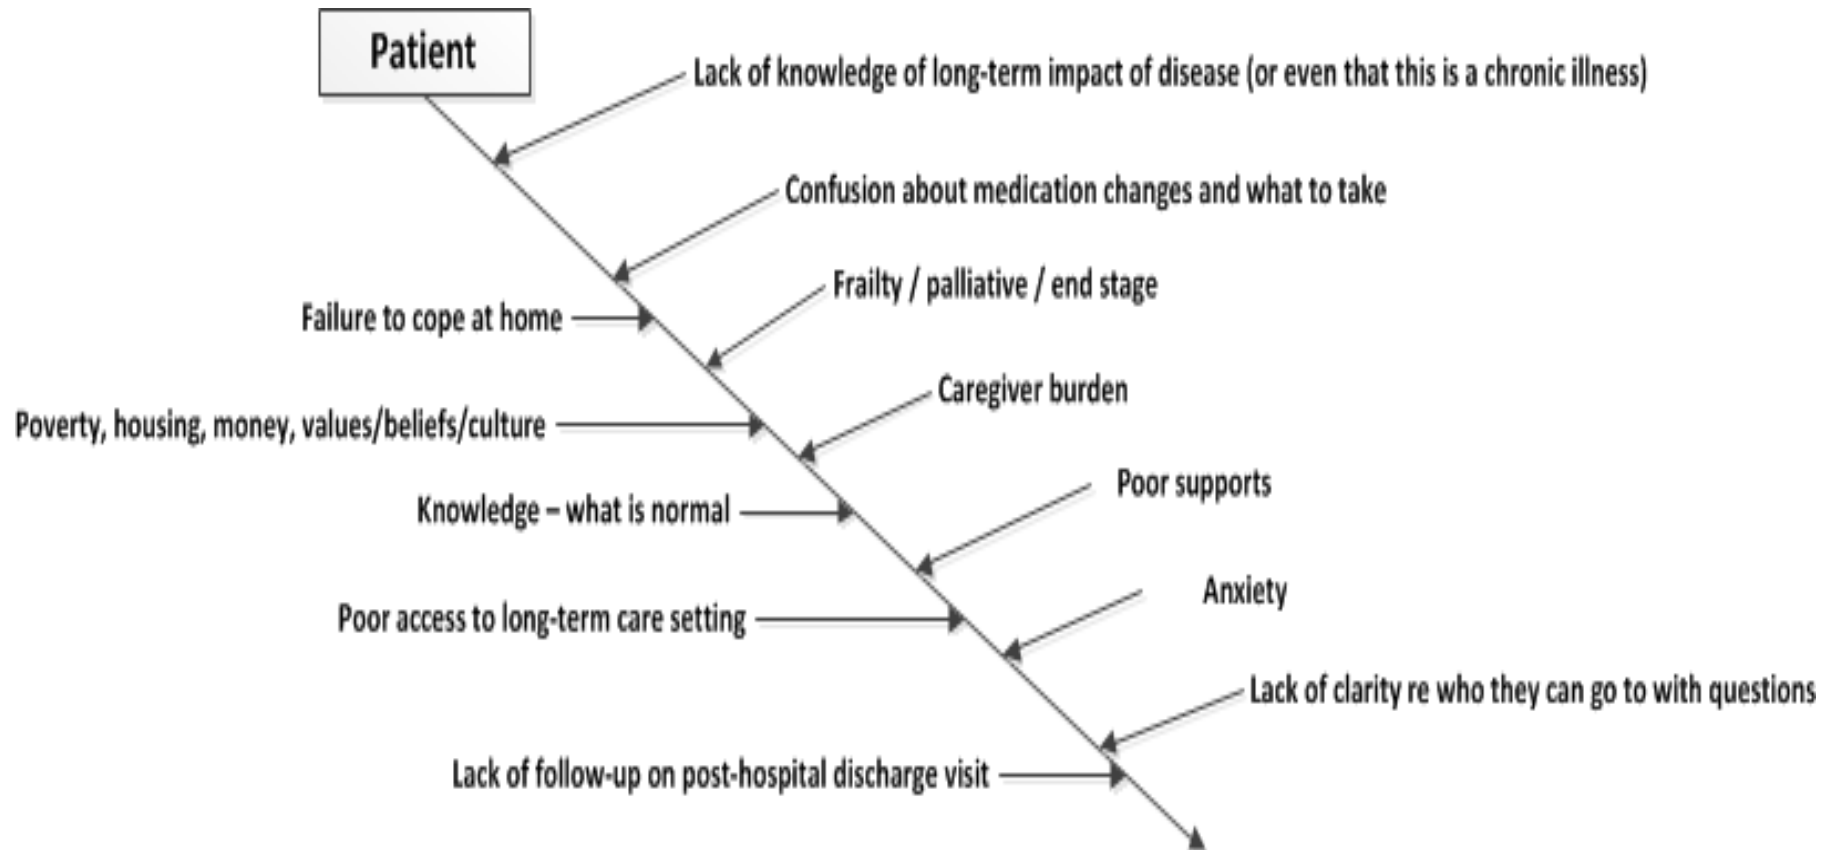 Patient
Lack of knowledge of long-term impact of disease (or even that this is a chronic illness)
Confusion about medication changes and what to take
Frailty / palliative / end stage
Failure to cope at home
Caregiver burden
Poverty, housing, money, values/beliefs/culture
Poor supports
Knowledge – what is normal
Anxiety
Poor access to long-term care setting
Lack of clarity re who they can go to with questions
Lack of follow-up on post-hospital discharge visit